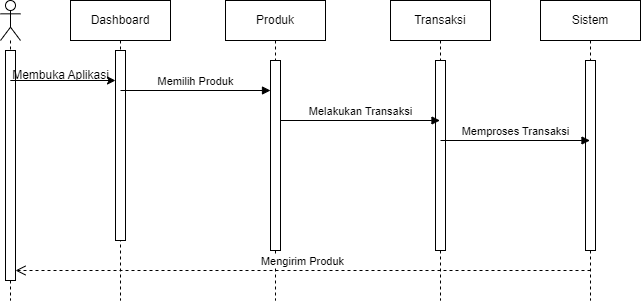 Dashboard
Produk
Transaksi
Sistem
Membuka Aplikasi
Memilih Produk
Melakukan Transaksi
Memproses Transaksi
Mengirim Produk